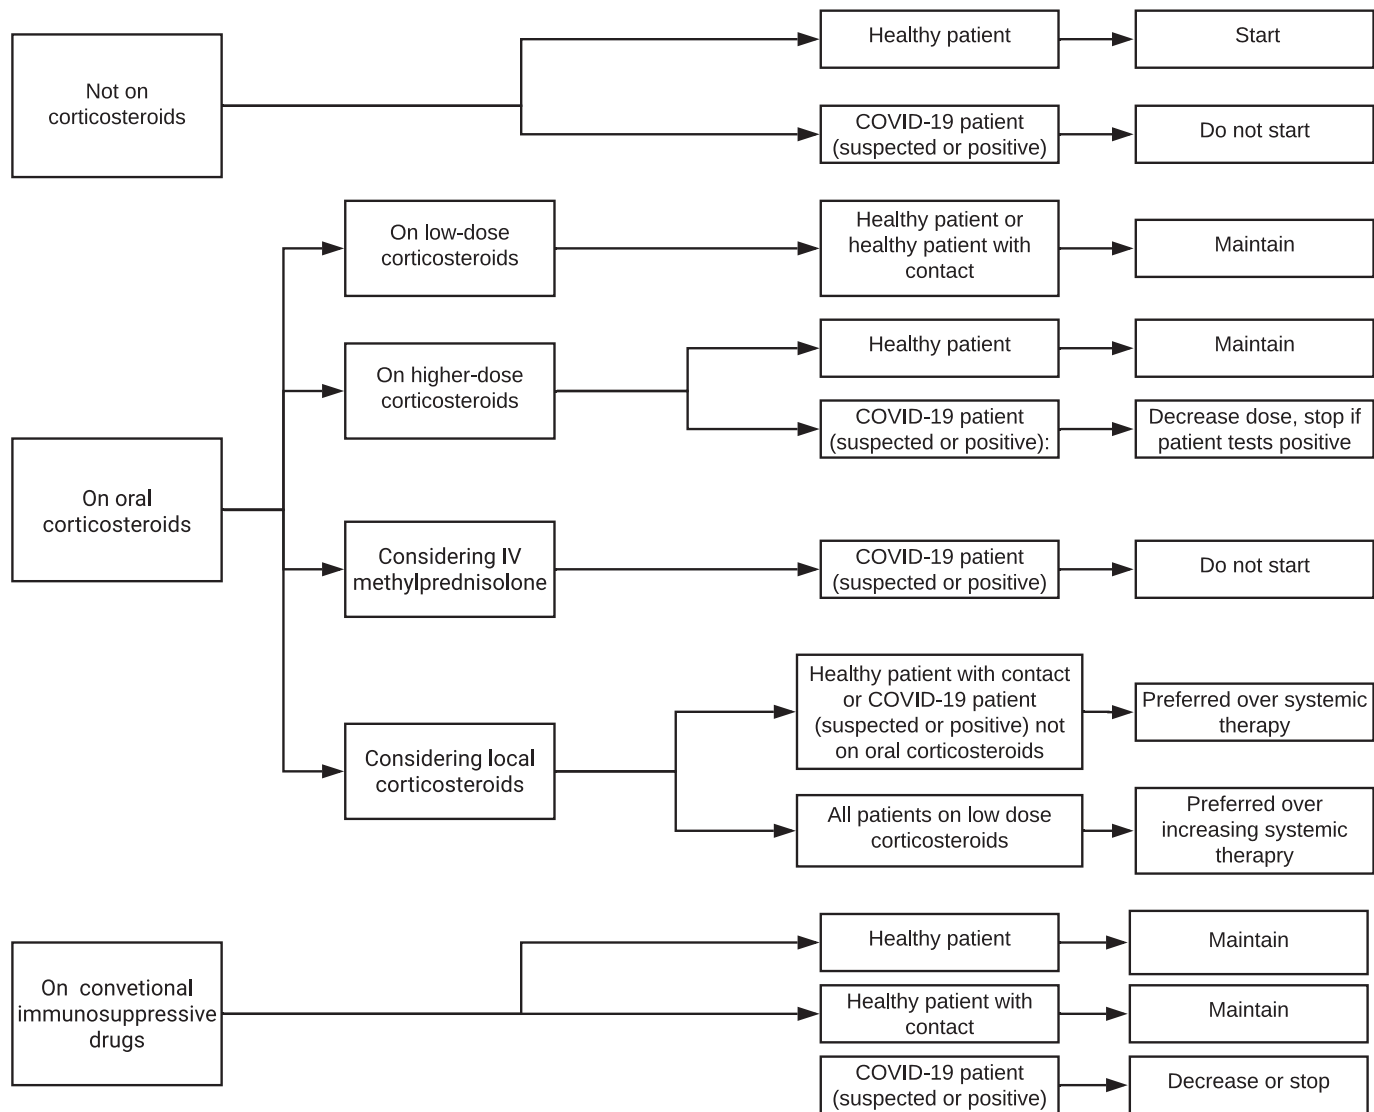 Not on
corticosteroids
Healthy patient
Start
COVID-19 patient
(suspected or positive)
Do not start
On oral
corticosteroids
On low-dose
corticosteroids
Healthy patient or
healthy patient with
contact
Maintain
On higher-dose
corticosteroids
Healthy patient
Maintain
COVID-19 patient
(suspected or positive):
Decrease dose, stop if
patient tests positive
Considering IV
methylprednisolone
COVID-19 patient
(suspected or positive)
Do not start
Considering local
corticosteroids
Healthy patient with contact
or COVID-19 patient
(suspected or positive) not
on oral corticosteroids
Preferred over systemic
therapy
All patients on low dose
corticosteroids
Preferred over
increasing systemic
therapry
On convetional
immunosuppressive
drugs
Healthy patient
Maintain
Healthy patient with
contact
Maintain
COVID-19 patient
(suspected or positive)
Decrease or stop